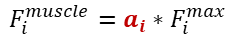 $F_i^{muscle} = a_i * F_i^{max}$